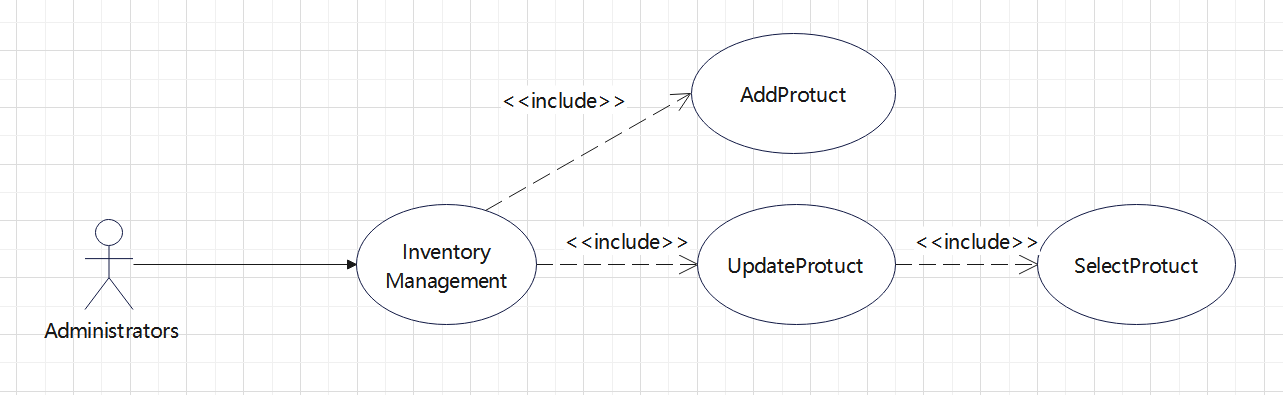 <<include>>
AddProtuct
Inventory
Management
<<include>>
UpdateProtuct
<<include>>
SelectProtuct
Administrators